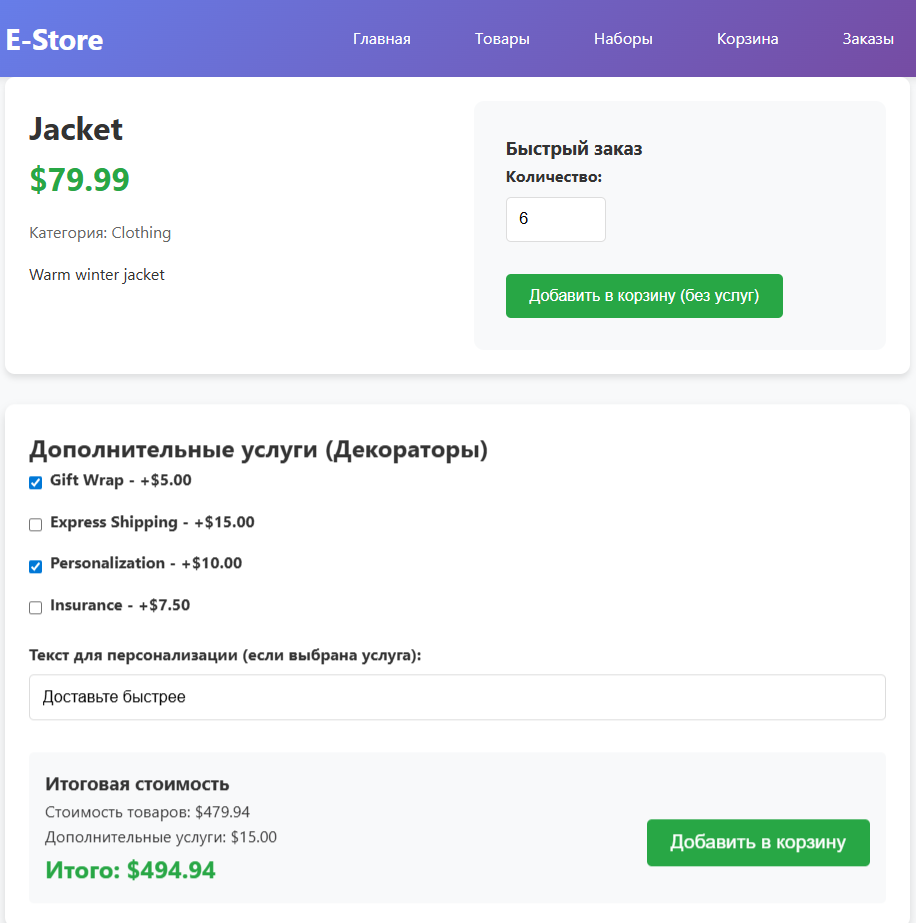 E-Store
Главная
Товары
Наборы
Корзина
Заказы
Jacket
$79.99
Категория: Clothing
Warm winter jacket
Быстрый заказ
Количество:
6
Добавить в корзину (без услуг)
Дополнительные услуги (Декораторы)
Gift Wrap - +$5.00
Express Shipping - +$15.00
Personalization - +$10.00
Insurance - +$7.50
Текст для персонализации (если выбрана услуга):
Доставьте быстрее
Итоговая стоимость
Стоимость товаров: $479.94
Дополнительные услуги: $15.00
Итого: $494.94
Добавить в корзину